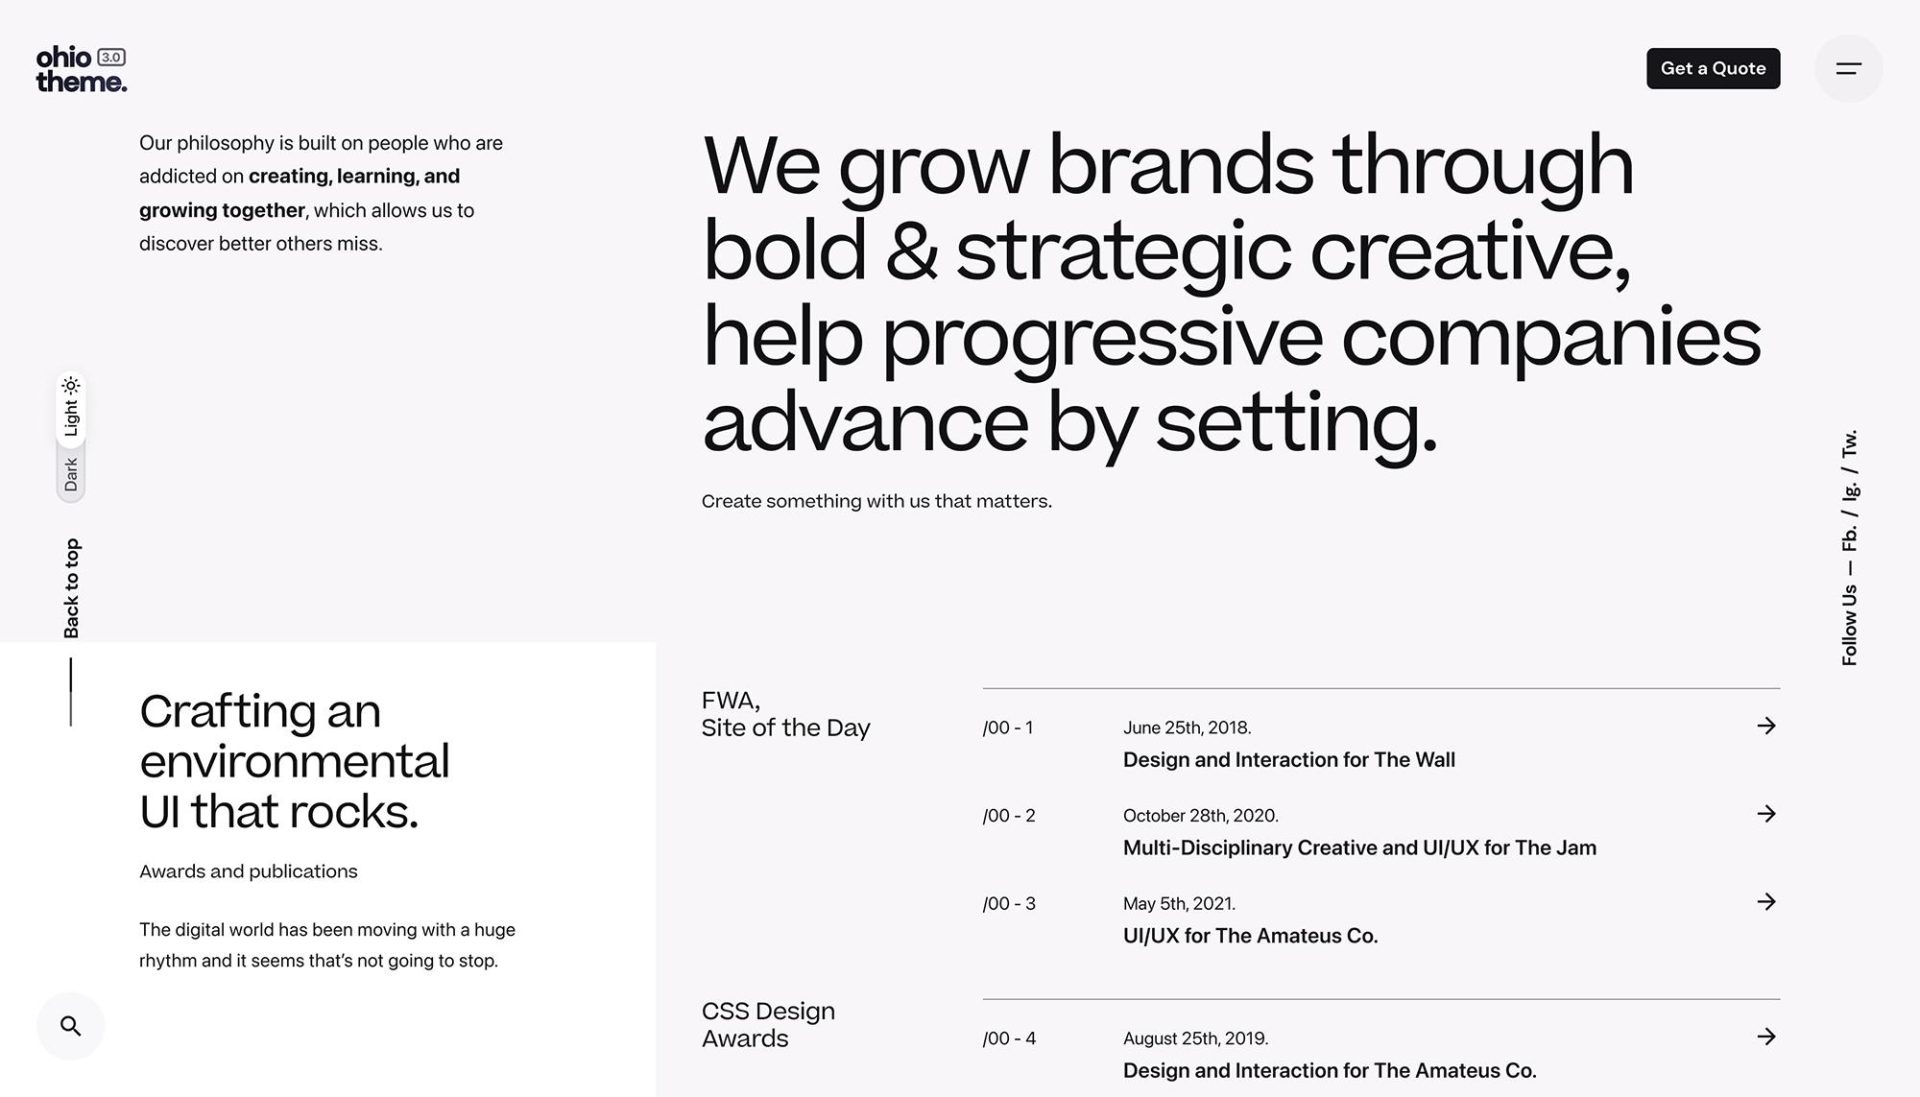 ohio 3.0
theme.
Get a Quote
Our philosophy is built on people who are
addicted on creating, learning, and
growing together, which allows us to
discover better others miss.
We grow brands through
bold & strategic creative,
help progressive companies
advance by setting.
Create something with us that matters.
Light
Dark
Back to top
Follow Us — Fb. / Ig. / Tw.
Crafting an
environmental
UI that rocks.
Awards and publications
The digital world has been moving with a huge
rhythm and it seems that’s not going to stop.
FWA,
Site of the Day
/00 - 1
June 25th, 2018.
Design and Interaction for The Wall
/00 - 2
October 28th, 2020.
Multi-Disciplinary Creative and UI/UX for The Jam
/00 - 3
May 5th, 2021.
UI/UX for The Amateus Co.
CSS Design
Awards
/00 - 4
August 25th, 2019.
Design and Interaction for The Amateus Co.